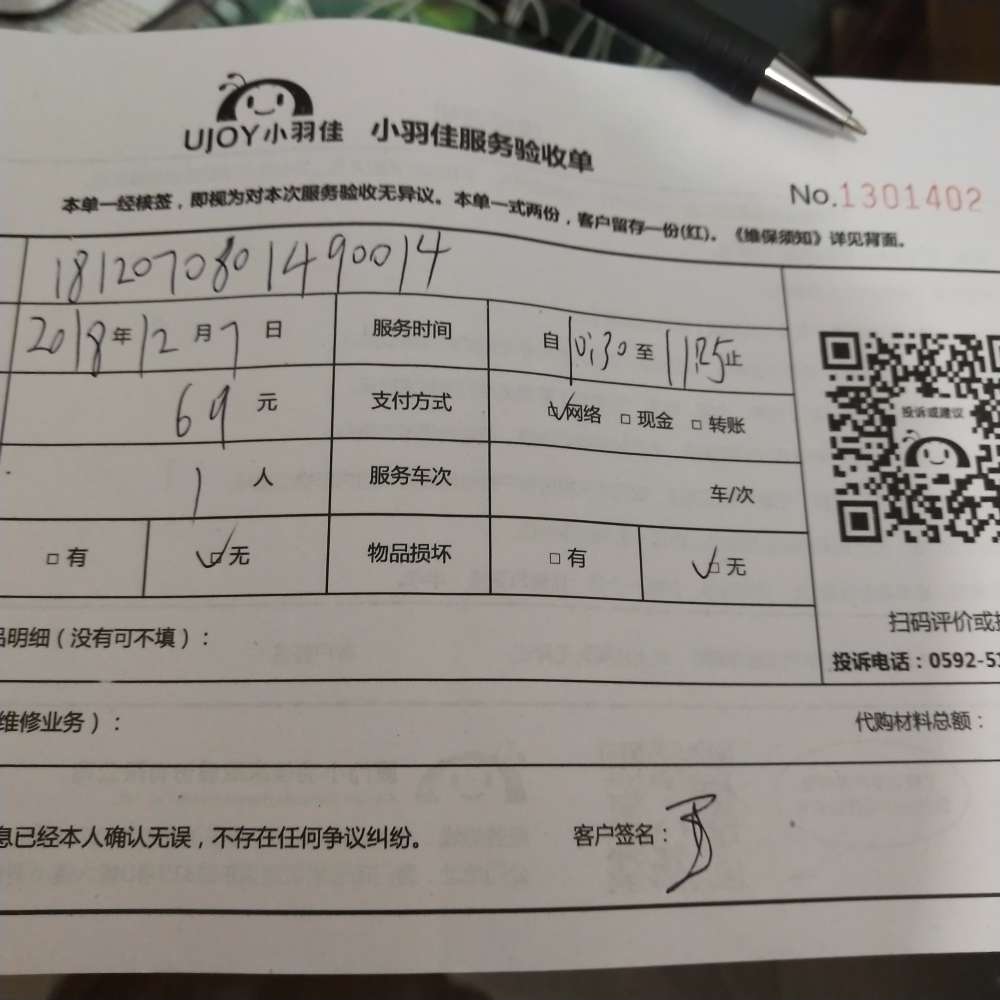 UJOY小羽佳 小羽佳服务验收单
No.1301402
本单一经核签，即视为对本次服务验收无异议。本单一式两份，客户留存一份(红)。《维保须知》详见背面。
1812070801490014
2018年12月7日 服务时间 自10:30至11:35止
69元 支付方式 ☑网络 □现金 □转账
1人 服务车次 车/次
□有 ☑无 物品损坏 □有 ☑无
投诉或建议
扫码评价或
投诉电话：0592-5
品明细（没有可不填）：
维修业务）： 代购材料总额：
息已经本人确认无误，不存在任何争议纠纷。 客户签名：